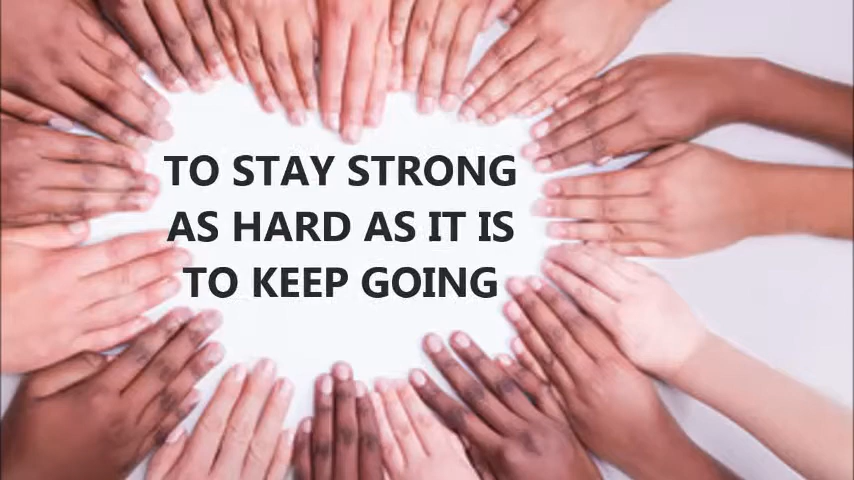 TO STAY STRONG
AS HARD AS IT IS
TO KEEP GOING